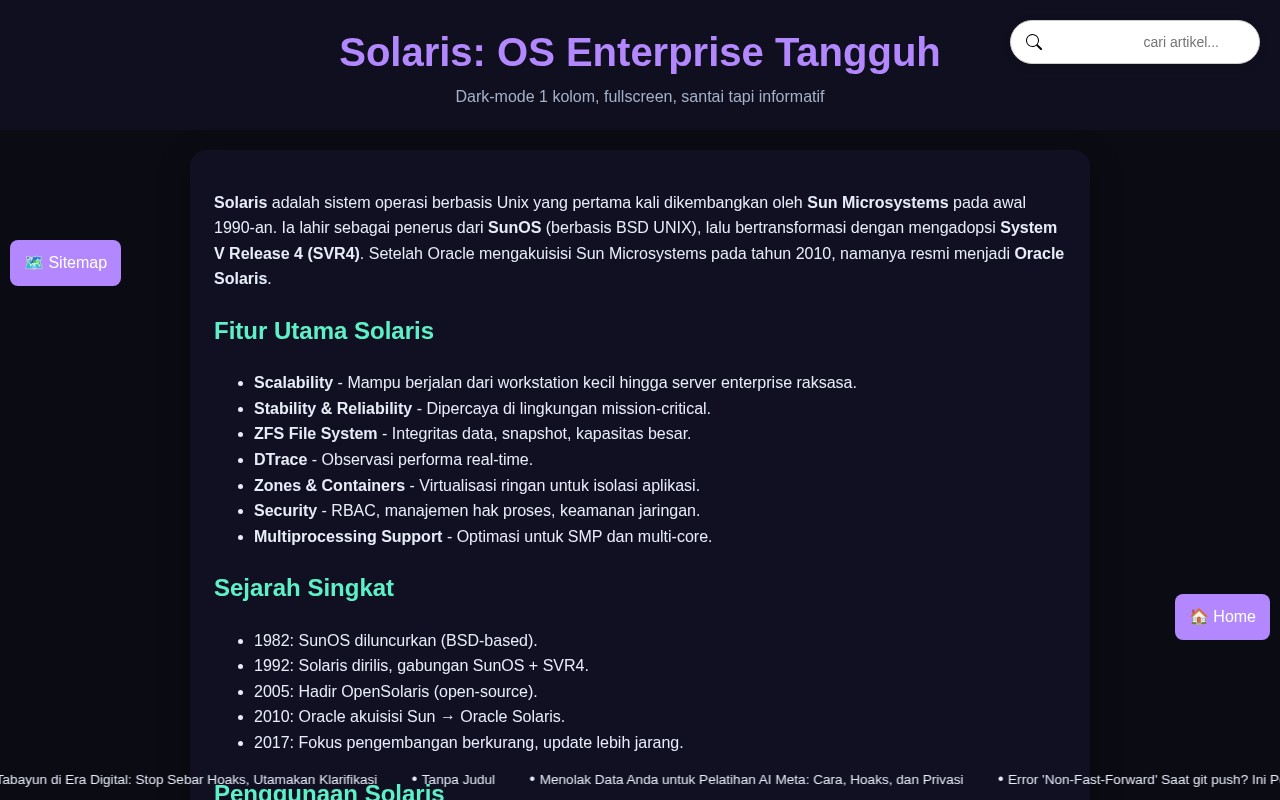 Solaris: OS Enterprise Tangguh
cari artikel...
Dark-mode 1 kolom, fullscreen, santai tapi informatif
Solaris adalah sistem operasi berbasis Unix yang pertama kali dikembangkan oleh Sun Microsystems pada awal
1990-an. Ia lahir sebagai penerus dari SunOS (berbasis BSD UNIX), lalu bertransformasi dengan mengadopsi System
V Release 4 (SVR4). Setelah Oracle mengakuisisi Sun Microsystems pada tahun 2010, namanya resmi menjadi Oracle
Solaris.
🗺️ Sitemap
Fitur Utama Solaris
• Scalability - Mampu berjalan dari workstation kecil hingga server enterprise raksasa.
• Stability & Reliability - Dipercaya di lingkungan mission-critical.
• ZFS File System - Integritas data, snapshot, kapasitas besar.
• DTrace - Observasi performa real-time.
• Zones & Containers - Virtualisasi ringan untuk isolasi aplikasi.
• Security - RBAC, manajemen hak proses, keamanan jaringan.
• Multiprocessing Support - Optimasi untuk SMP dan multi-core.
Sejarah Singkat
🏠 Home
• 1982: SunOS diluncurkan (BSD-based).
• 1992: Solaris dirilis, gabungan SunOS + SVR4.
• 2005: Hadir OpenSolaris (open-source).
• 2010: Oracle akuisisi Sun → Oracle Solaris.
• 2017: Fokus pengembangan berkurang, update lebih jarang.
Tabayun di Era Digital: Stop Sebar Hoaks, Utamakan Klarifikasi • Tanpa Judul • Menolak Data Anda untuk Pelatihan AI Meta: Cara, Hoaks, dan Privasi • Error 'Non-Fast-Forward' Saat git push? Ini
Penggunaan Solaris